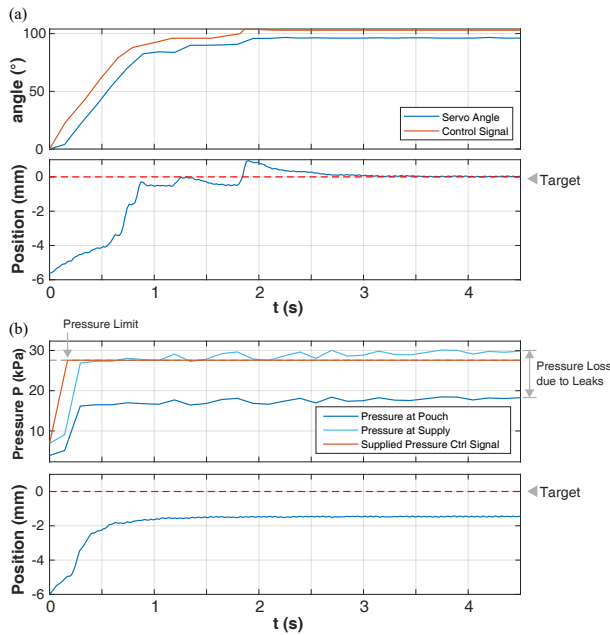 (a)
100
50
0
angle (°)
Servo Angle
Control Signal
0
-2
-4
-6
Position (mm)
Target
0 1 2 3 4
t (s)
(b)
Pressure Limit
30
20
10
Pressure P (kPa)
Pressure Loss
due to Leaks
Pressure at Pouch
Pressure at Supply
Supplied Pressure Ctrl Signal
0
-2
-4
-6
Position (mm)
Target
0 1 2 3 4
t (s)